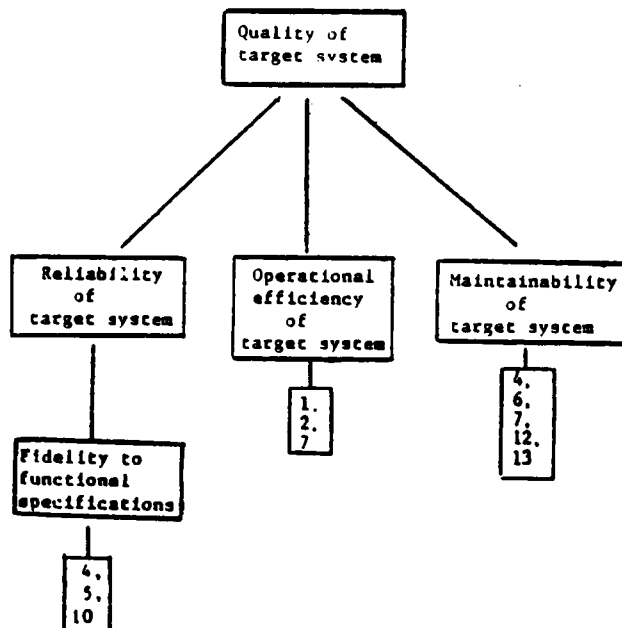 Quality of
target system
Reliability
of
target system
Operational
efficiency
of
target system
Maintainability
of
target system
1.
2.
7
4,
6,
7,
12.
13
Fidelity to
functional
specifications
4,
5,
10